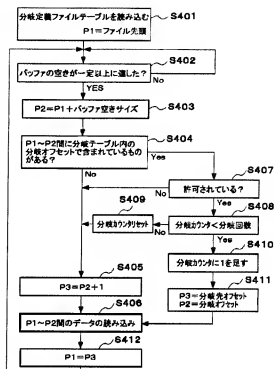 分岐定義ファイルテーブルを読み込む
P1=ファイル先頭
S401
S402
バッファの空きが一定以上に達した?
No
YES
S403
P2=P1+バッファ空きサイズ
S404
P1~P2間に分岐テーブル内の
分岐オフセットで含まれているもの
がある?
Yes
No
S407
許可されている?
No
Yes
S408
分岐カウンタ<分岐回数
No
Yes
S409
分岐カウンタリセット
S410
分岐カウンタに1を足す
S411
P3=分岐先オフセット
P2=分岐オフセット
S405
P3=P2+1
S406
P1~P2間のデータの読み込み
S412
P1=P3